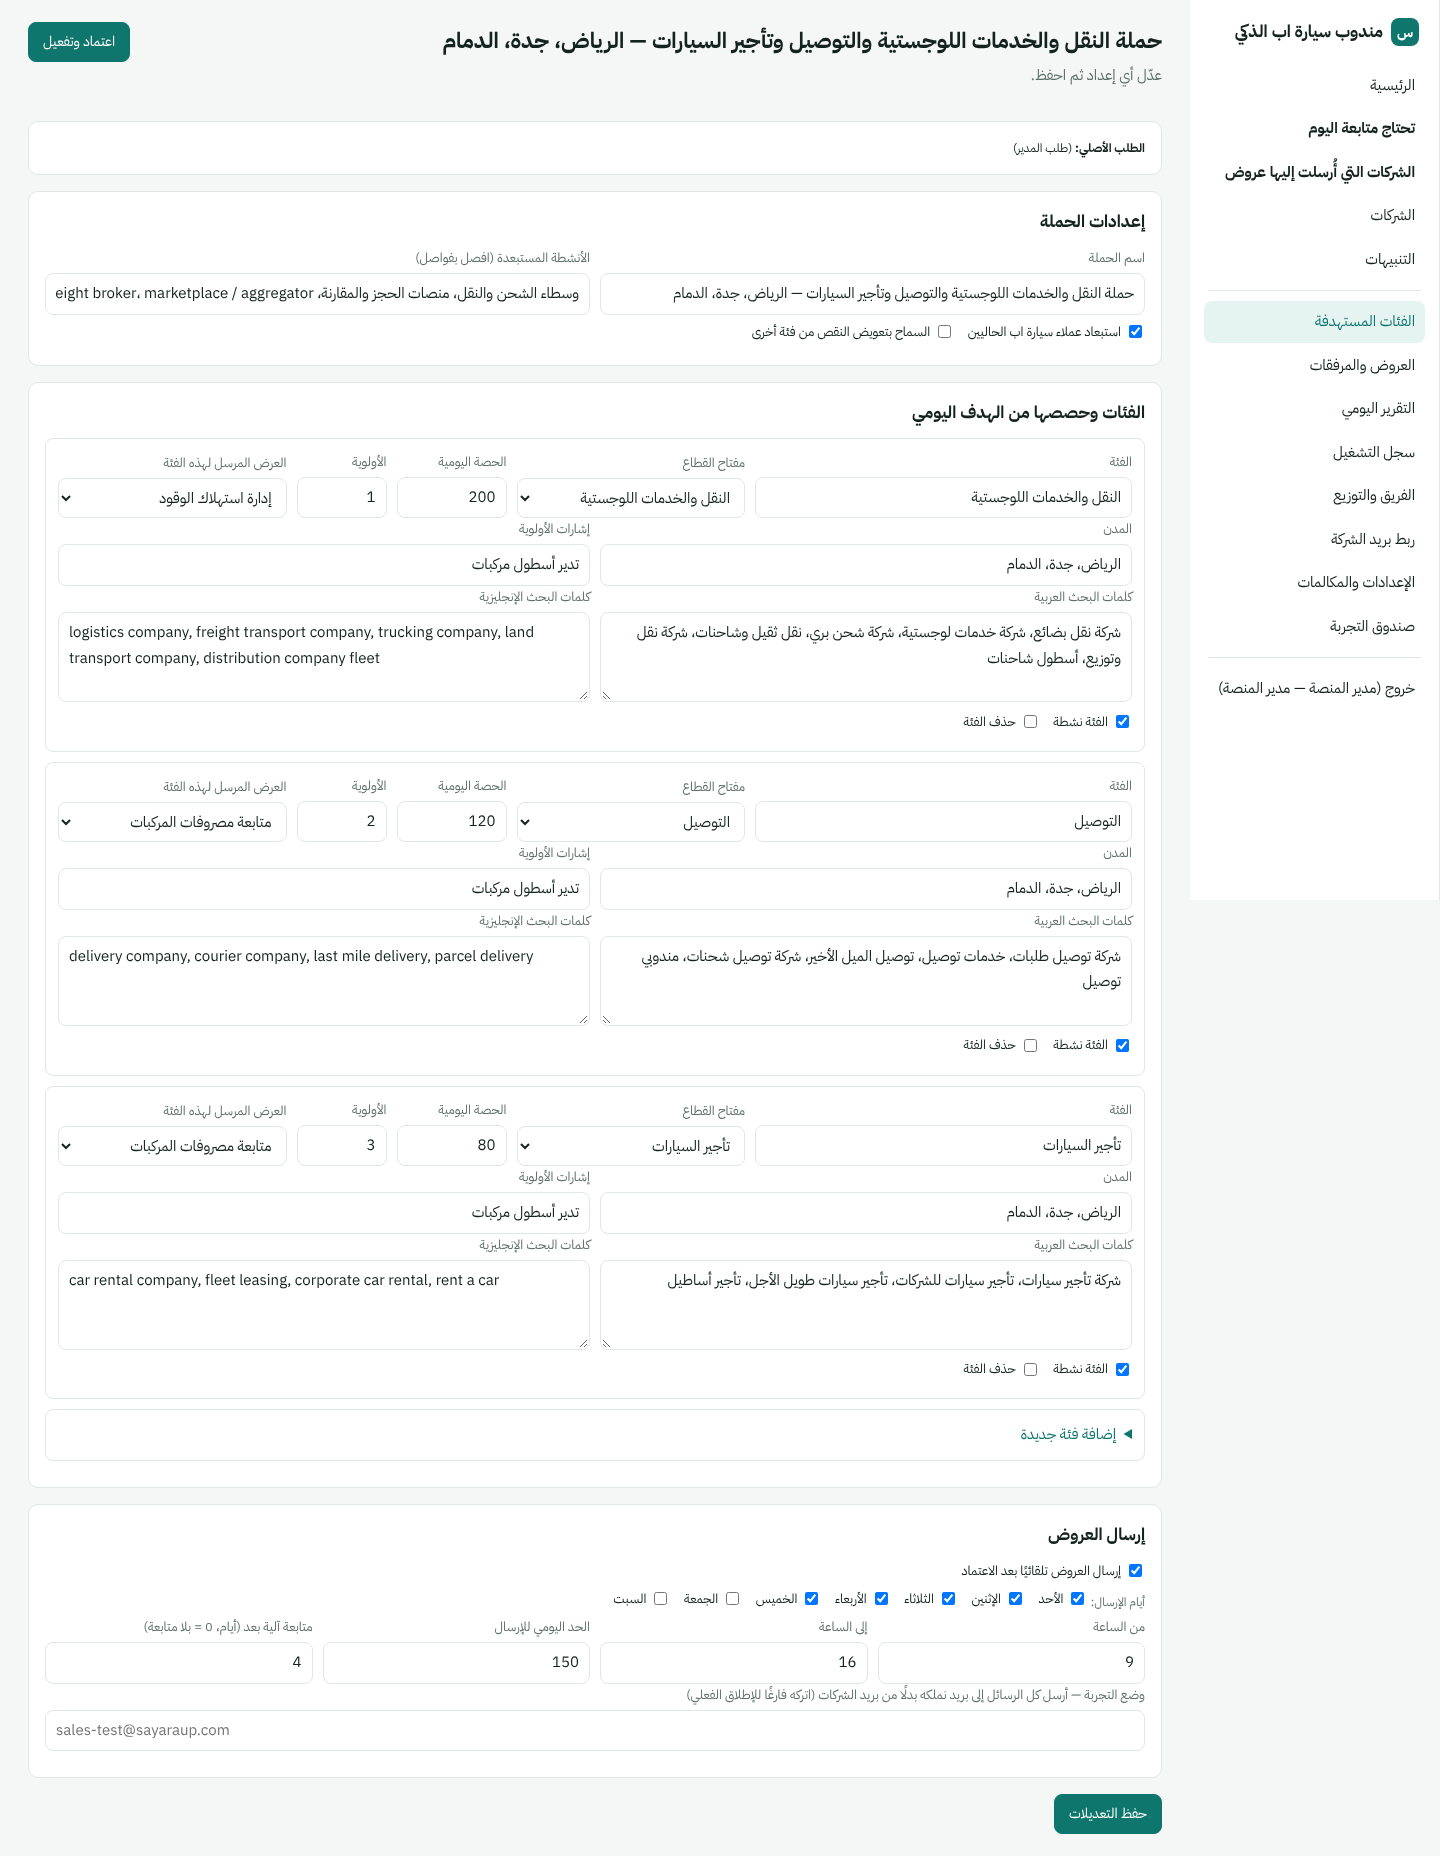 س
مندوب سيارة اب الذكي
الرئيسية
تحتاج متابعة اليوم
الشركات التي أُرسلت إليها عروض
الشركات
التنبيهات
الفئات المستهدفة
العروض والمرفقات
التقرير اليومي
سجل التشغيل
الفريق والتوزيع
ربط بريد الشركة
الإعدادات والمكالمات
صندوق التجربة
خروج (مدير المنصة — مدير المنصة)
حملة النقل والخدمات اللوجستية والتوصيل وتأجير السيارات — الرياض، جدة، الدمام
اعتماد وتفعيل
عدّل أي إعداد ثم احفظ.
الطلب الأصلي: (طلب المدير)
إعدادات الحملة
اسم الحملة
الأنشطة المستبعدة (افصل بفواصل)
حملة النقل والخدمات اللوجستية والتوصيل وتأجير السيارات — الرياض، جدة، الدمام
وسطاء الشحن والنقل، منصات الحجز والمقارنة، eight broker، marketplace / aggregator
استبعاد عملاء سيارة اب الحاليين
السماح بتعويض النقص من فئة أخرى
الفئات وحصصها من الهدف اليومي
الفئة
مفتاح القطاع
الحصة اليومية
الأولوية
العرض المرسل لهذه الفئة
النقل والخدمات اللوجستية
النقل والخدمات اللوجستية
200
1
إدارة استهلاك الوقود
المدن
إشارات الأولوية
الرياض، جدة، الدمام
تدير أسطول مركبات
كلمات البحث العربية
كلمات البحث الإنجليزية
شركة نقل بضائع، شركة خدمات لوجستية، شركة شحن بري، نقل ثقيل وشاحنات، شركة نقل
وتوزيع، أسطول شاحنات
logistics company, freight transport company, trucking company, land
transport company, distribution company fleet
الفئة نشطة
حذف الفئة
الفئة
مفتاح القطاع
الحصة اليومية
الأولوية
العرض المرسل لهذه الفئة
التوصيل
التوصيل
120
2
متابعة مصروفات المركبات
المدن
إشارات الأولوية
الرياض، جدة، الدمام
تدير أسطول مركبات
كلمات البحث العربية
كلمات البحث الإنجليزية
شركة توصيل طلبات، خدمات توصيل، توصيل الميل الأخير، شركة توصيل شحنات، مندوبي
توصيل
delivery company, courier company, last mile delivery, parcel delivery
الفئة نشطة
حذف الفئة
الفئة
مفتاح القطاع
الحصة اليومية
الأولوية
العرض المرسل لهذه الفئة
تأجير السيارات
تأجير السيارات
80
3
متابعة مصروفات المركبات
المدن
إشارات الأولوية
الرياض، جدة، الدمام
تدير أسطول مركبات
كلمات البحث العربية
كلمات البحث الإنجليزية
شركة تأجير سيارات، تأجير سيارات للشركات، تأجير سيارات طويل الأجل، تأجير أساطيل
car rental company, fleet leasing, corporate car rental, rent a car
الفئة نشطة
حذف الفئة
إضافة فئة جديدة
إرسال العروض
إرسال العروض تلقائيًا بعد الاعتماد
أيام الإرسال: الأحد الإثنين الثلاثاء الأربعاء الخميس الجمعة السبت
من الساعة
إلى الساعة
الحد اليومي للإرسال
متابعة آلية بعد (أيام، 0 = بلا متابعة)
9
16
150
4
وضع التجربة — أرسل كل الرسائل إلى بريد نملكه بدلًا من بريد الشركات (اتركه فارغًا للإطلاق الفعلي)
sales-test@sayaraup.com
حفظ التعديلات